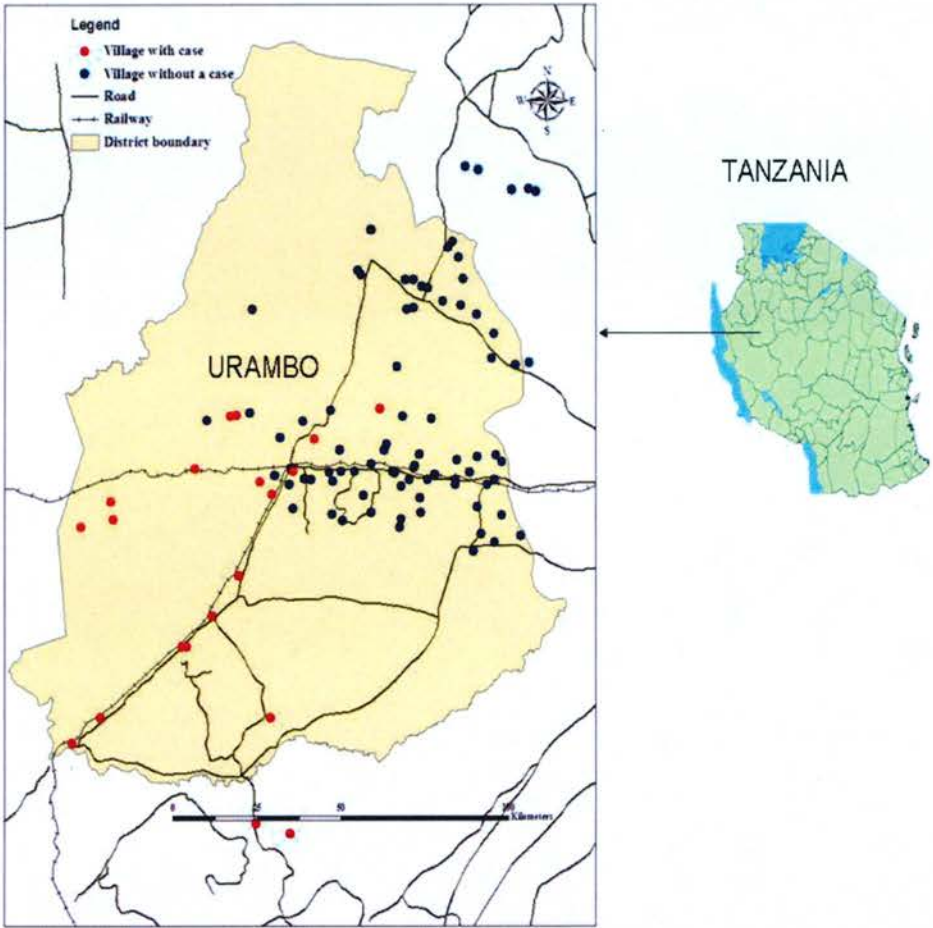 Legend
Village with case
Village without a case
Road
Railway
District boundary
N
W E
S
TANZANIA
URAMBO
0 25 50 100
Kilometers